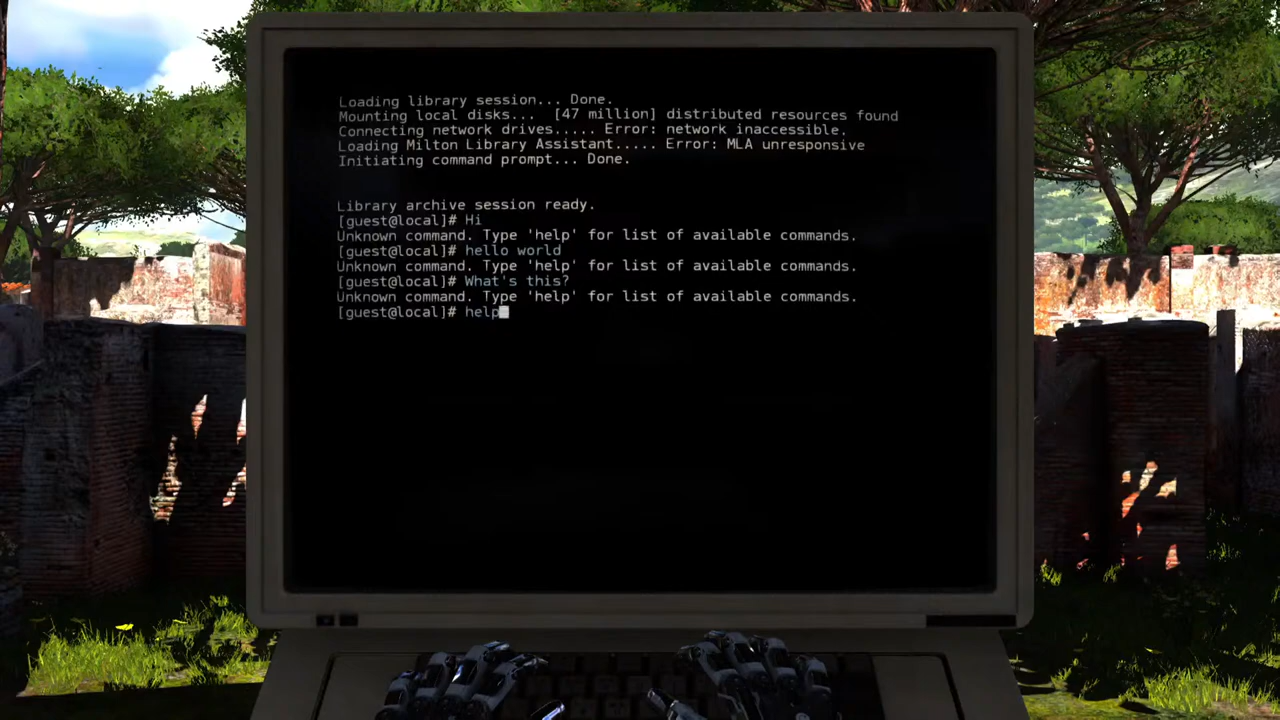 Loading library session... Done.
Mounting local disks...  [47 million] distributed resources found
Connecting network drives..... Error: network inaccessible.
Loading Milton Library Assistant..... Error: MLA unresponsive
Initiating command prompt... Done.
Library archive session ready.
[guest@local]# Hi
Unknown command. Type 'help' for list of available commands.
[guest@local]# hello world
Unknown command. Type 'help' for list of available commands.
[guest@local]# What's this?
Unknown command. Type 'help' for list of available commands.
[guest@local]# help